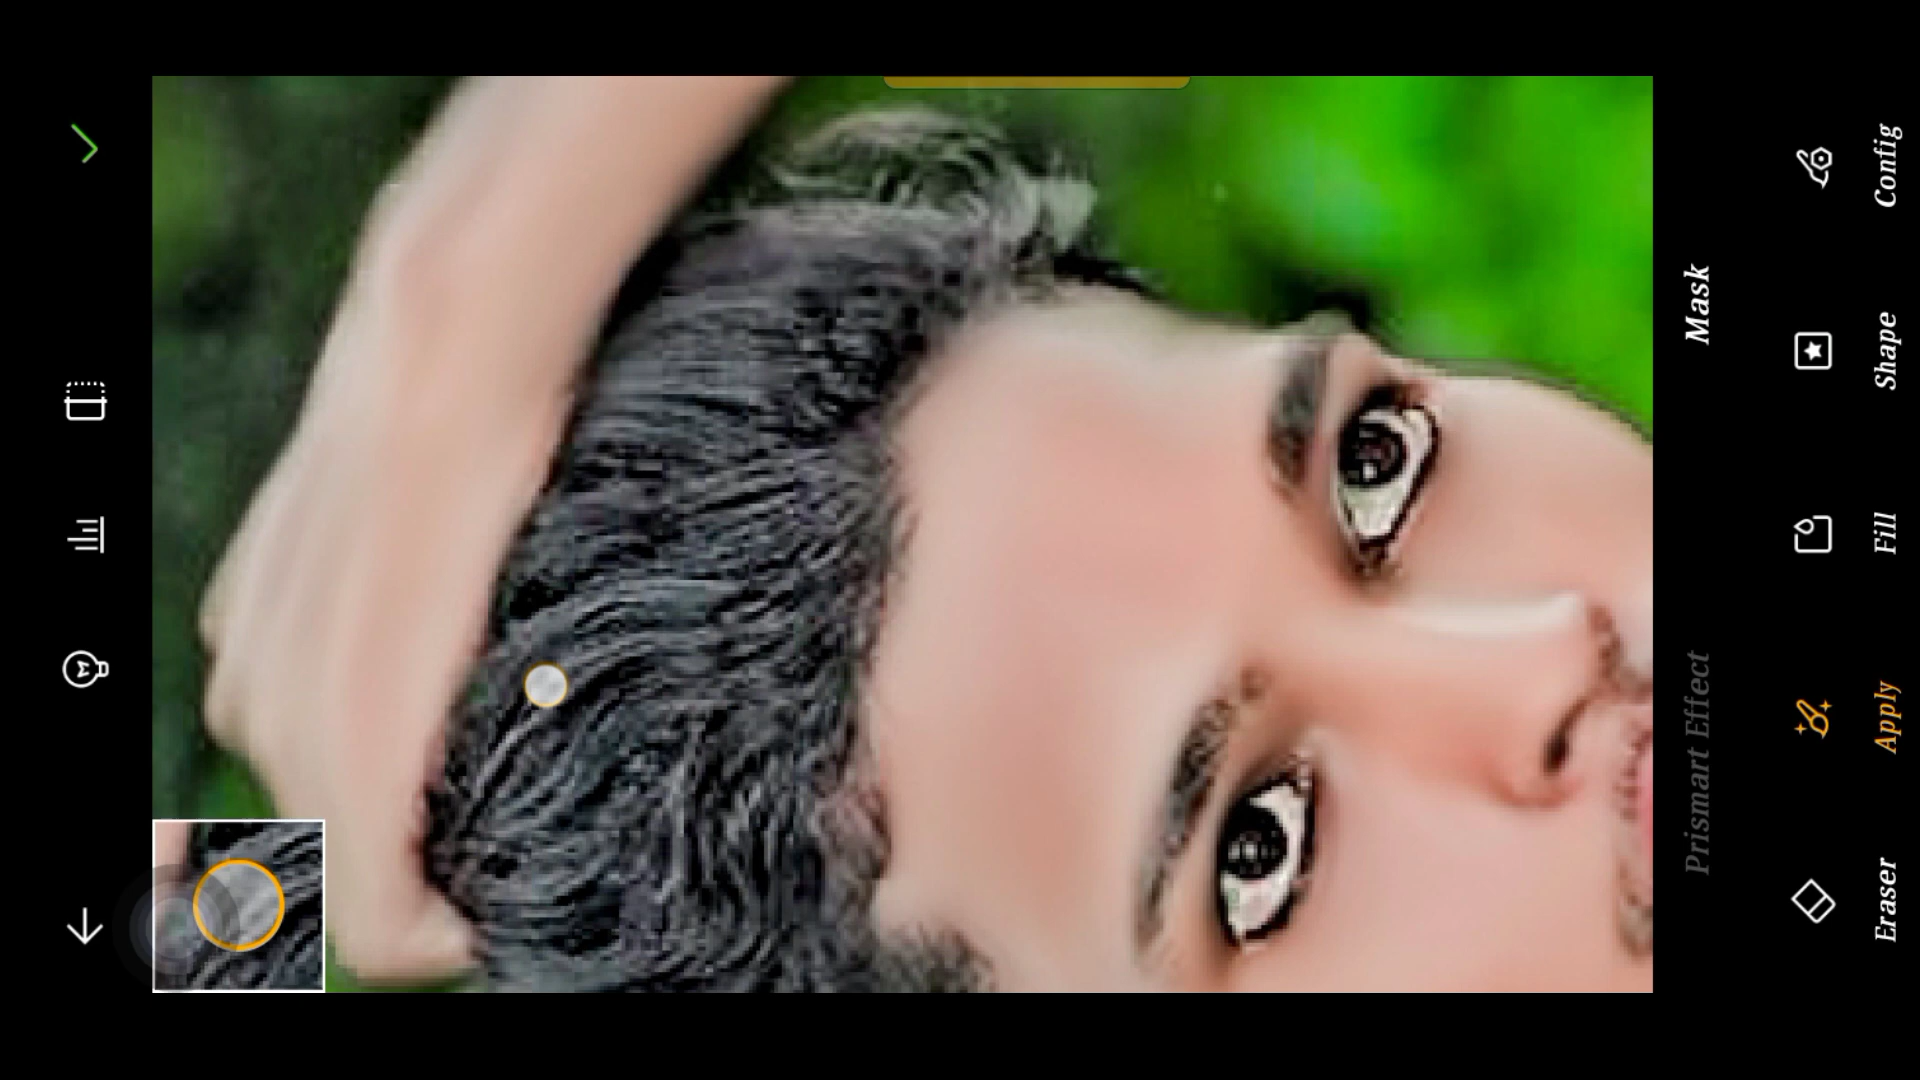 Prismart Effect
Mask
Eraser
Apply
Fill
Shape
Config